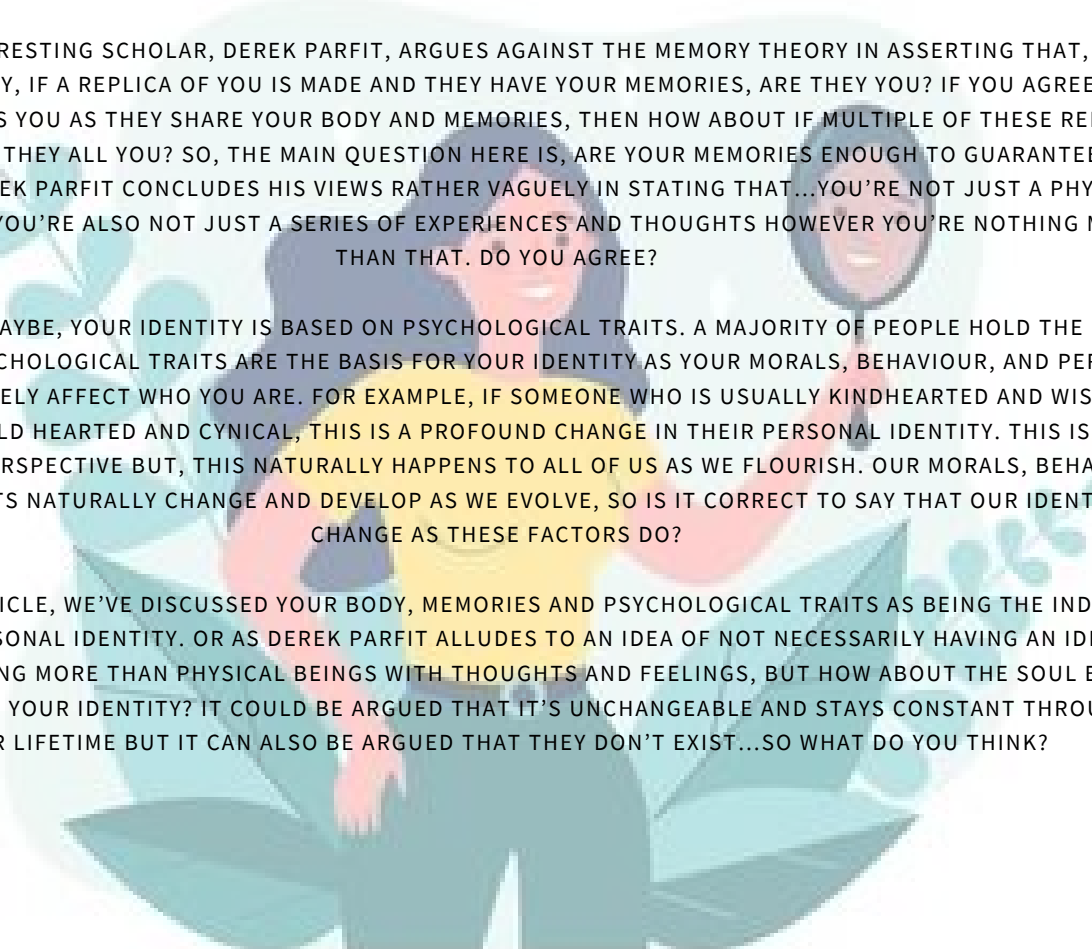 RESTING SCHOLAR, DEREK PARFIT, ARGUES AGAINST THE MEMORY THEORY IN ASSERTING THAT,
Y, IF A REPLICA OF YOU IS MADE AND THEY HAVE YOUR MEMORIES, ARE THEY YOU? IF YOU AGREE
S YOU AS THEY SHARE YOUR BODY AND MEMORIES, THEN HOW ABOUT IF MULTIPLE OF THESE RE
THEY ALL YOU? SO, THE MAIN QUESTION HERE IS, ARE YOUR MEMORIES ENOUGH TO GUARANTEE
EK PARFIT CONCLUDES HIS VIEWS RATHER VAGUELY IN STATING THAT...YOU'RE NOT JUST A PHY
YOU'RE ALSO NOT JUST A SERIES OF EXPERIENCES AND THOUGHTS HOWEVER YOU'RE NOTHING
THAN THAT. DO YOU AGREE?
AYBE, YOUR IDENTITY IS BASED ON PSYCHOLOGICAL TRAITS. A MAJORITY OF PEOPLE HOLD THE
CHOLOGICAL TRAITS ARE THE BASIS FOR YOUR IDENTITY AS YOUR MORALS, BEHAVIOUR, AND PER
ELY AFFECT WHO YOU ARE. FOR EXAMPLE, IF SOMEONE WHO IS USUALLY KINDHEARTED AND WIS
LD HEARTED AND CYNICAL, THIS IS A PROFOUND CHANGE IN THEIR PERSONAL IDENTITY. THIS IS
RSPECTIVE BUT, THIS NATURALLY HAPPENS TO ALL OF US AS WE FLOURISH. OUR MORALS, BEHA
TS NATURALLY CHANGE AND DEVELOP AS WE EVOLVE, SO IS IT CORRECT TO SAY THAT OUR IDENT
CHANGE AS THESE FACTORS DO?
ICLE, WE'VE DISCUSSED YOUR BODY, MEMORIES AND PSYCHOLOGICAL TRAITS AS BEING THE IND
SONAL IDENTITY. OR AS DEREK PARFIT ALLUDES TO AN IDEA OF NOT NECESSARILY HAVING AN IDE
NG MORE THAN PHYSICAL BEINGS WITH THOUGHTS AND FEELINGS, BUT HOW ABOUT THE SOUL B
YOUR IDENTITY? IT COULD BE ARGUED THAT IT'S UNCHANGEABLE AND STAYS CONSTANT THROU
R LIFETIME BUT IT CAN ALSO BE ARGUED THAT THEY DON'T EXIST...SO WHAT DO YOU THINK?